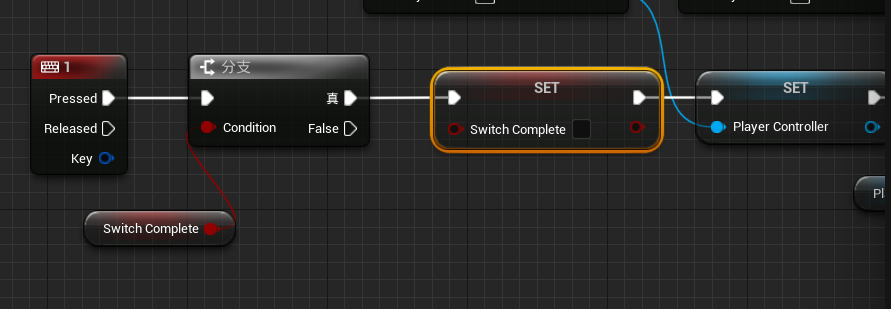 1
Pressed
Released
Key
分支
真
Condition
False
SET
Switch Complete
SET
Player Controller
Switch Complete
Pl